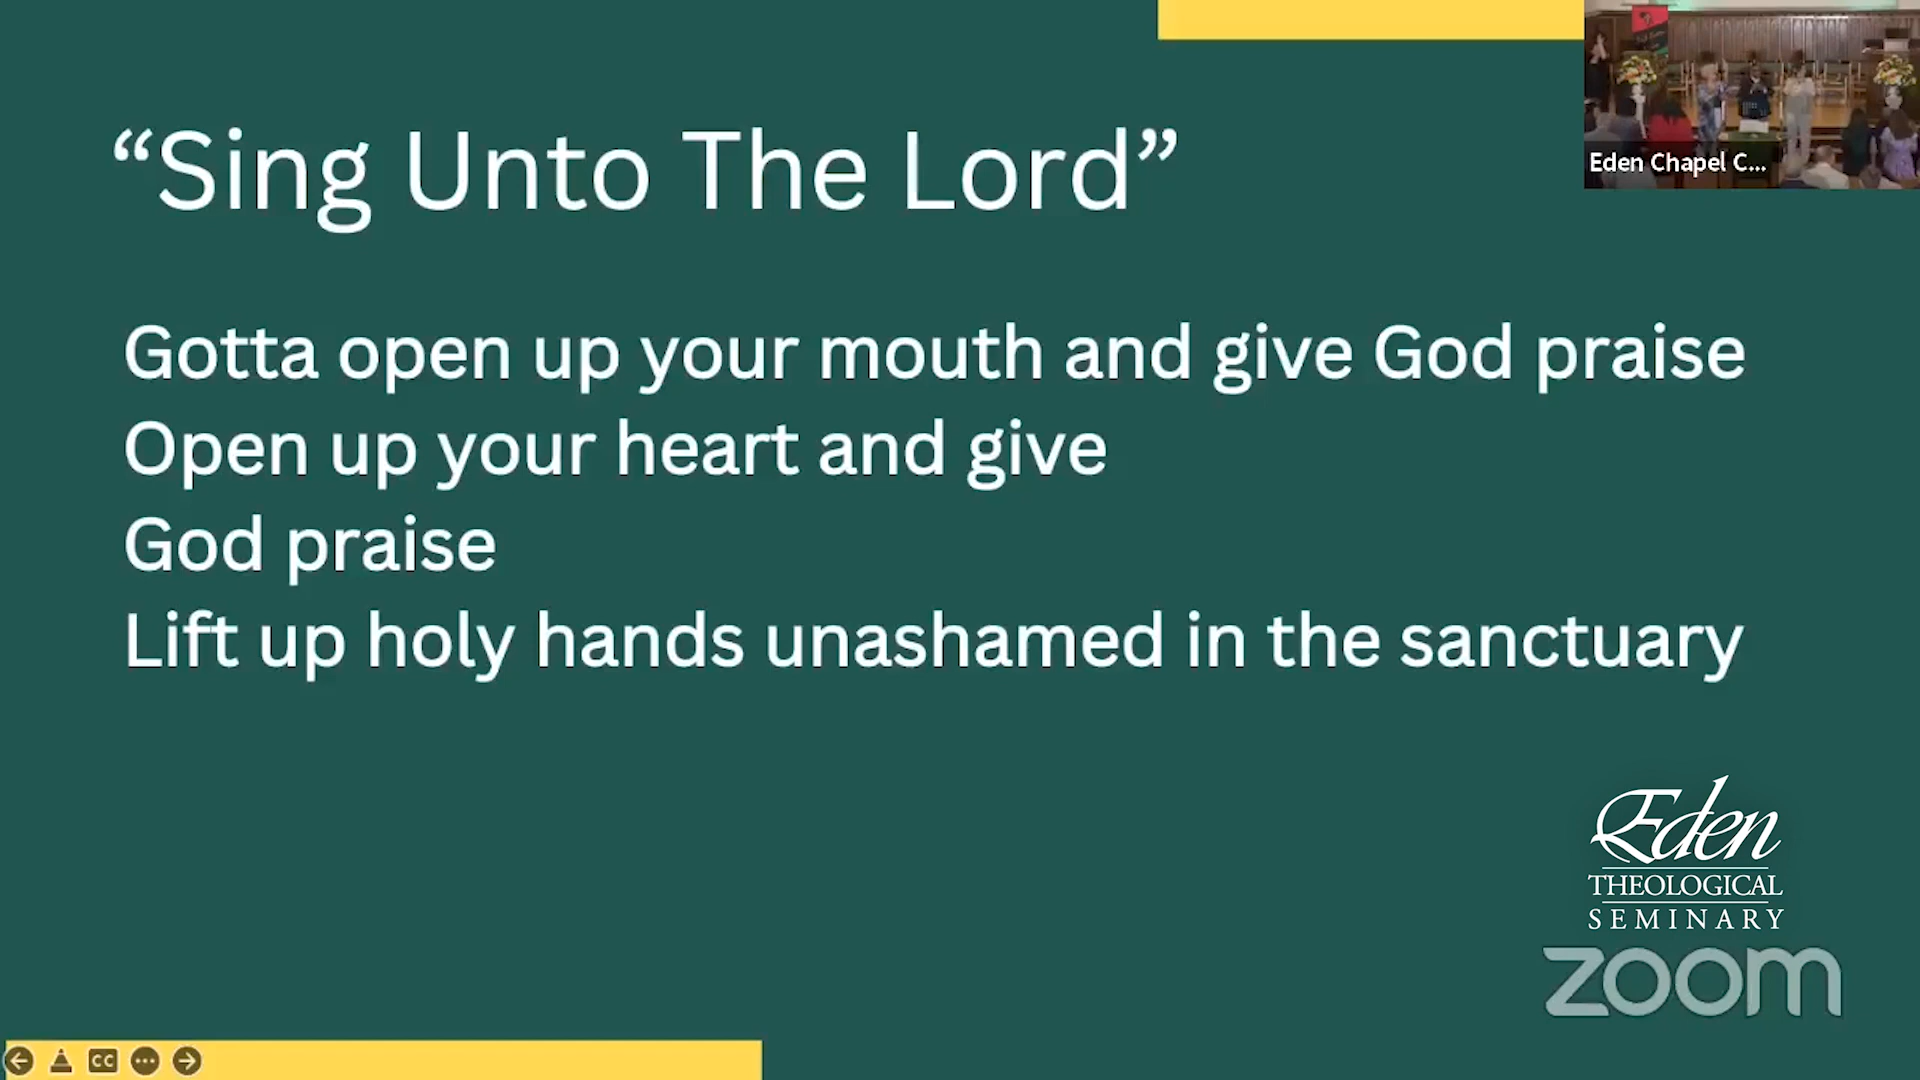 “Sing Unto The Lord”
Eden Chapel C...
Gotta open up your mouth and give God praise
Open up your heart and give
God praise
Lift up holy hands unashamed in the sanctuary
Eden
THEOLOGICAL
SEMINARY
zoom
CC